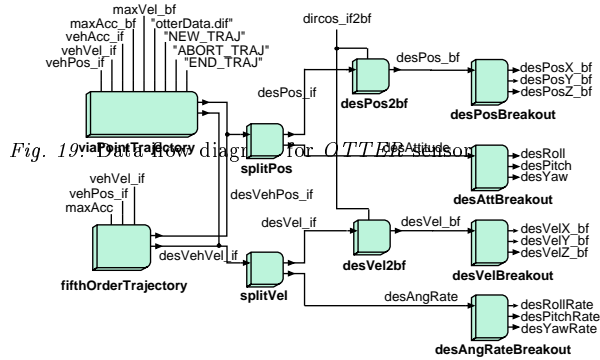 maxVel_bf
maxAcc_bf
"otterData.dif"
vehAcc_if
"NEW_TRAJ"
vehVel_if
"ABORT_TRAJ"
vehPos_if
"END_TRAJ"
dircos_if2bf
desPos_bf
desPosX_bf
desPosY_bf
desPosZ_bf
desPos_if
desPos2bf
desPosBreakout
viaPointTrajectory
Fig. 19. Data flow diagram for OTTER sensor
desAttitude
splitPos
desRoll
desPitch
desYaw
desAttBreakout
vehVel_if
vehPos_if
maxAcc
desVehPos_if
desVel_if
desVel_bf
desVelX_bf
desVelY_bf
desVelZ_bf
desVehVel_if
desVel2bf
desVelBreakout
fifthOrderTrajectory
splitVel
desAngRate
desRollRate
desPitchRate
desYawRate
desAngRateBreakout